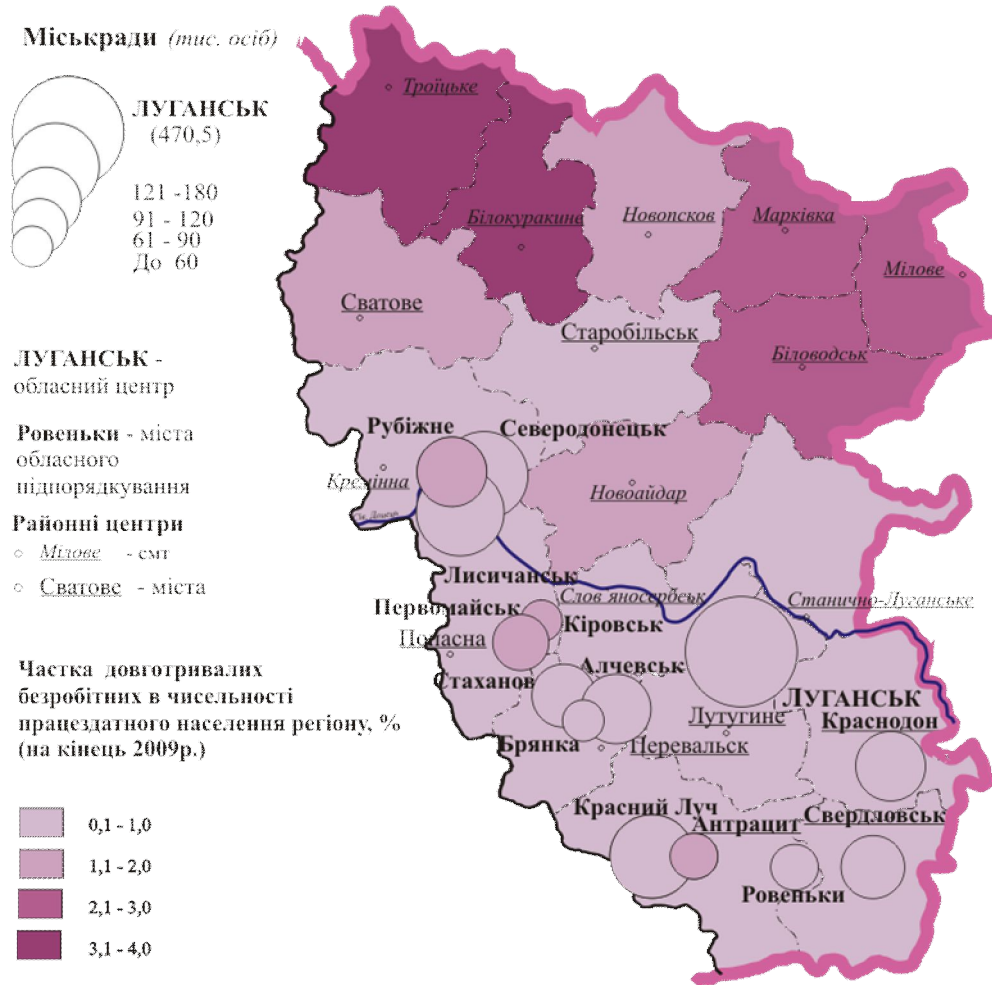 Міськради (тис. осіб)
ЛУГАНСЬК
(470,5)
121 -180
91 - 120
61 - 90
До 60
ЛУГАНСЬК -
обласний центр
Ровеньки - міста
обласного
підпорядкування
Районні центри
Мілове - смт
Сватове - міста
Частка довготривалих
безробітних в чисельності
працездатного населення регіону, %
(на кінець 2009р.)
0,1 - 1,0
1,1 - 2,0
2,1 - 3,0
3,1 - 4,0
Троїцьке
Білокуракине
Новопсков
Марківка
Мілове
Сватове
Старобільськ
Біловодськ
Рубіжне
Северодонецьк
Кремінна
Новоайдар
Сів. Донець
Лисичанськ
Слов яносербськ
Станично-Луганське
Первомайськ
Кіровськ
Попасна
Алчевськ
Стаханов
ЛУГАНСЬК
Лутугине
Краснодон
Брянка
Перевальск
Красний Луч
Антрацит
Свердловськ
Ровеньки